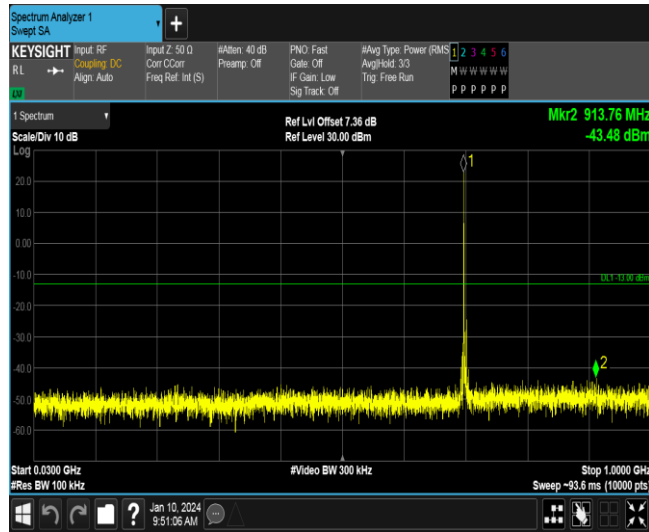 Spectrum Analyzer 1
Swept SA
KEYSIGHT
RL
LXI
Input: RF
Coupling: DC
Align: Auto
Input Z: 50 Ω
Corr CCorr
Freq Ref: Int (S)
#Atten: 40 dB
Preamp: Off
PNO: Fast
Gate: Off
IF Gain: Low
Sig Track: Off
#Avg Type: Power (RMS
Avg|Hold: 3/3
Trig: Free Run
1 2 3 4 5 6
M W W W W W
P P P P P P
1 Spectrum
Scale/Div 10 dB
Log
Ref Lvl Offset 7.36 dB
Ref Level 30.00 dBm
Mkr2 913.76 MHz
-43.48 dBm
1
20.0
10.0
0.00
-10.0
DL1 -13.00 dBm
-20.0
-30.0
-40.0
2
-50.0
-60.0
Start 0.0300 GHz
#Res BW 100 kHz
#Video BW 300 kHz
Stop 1.0000 GHz
Sweep ~93.6 ms (10000 pts)
?
Jan 10, 2024
9:51:06 AM